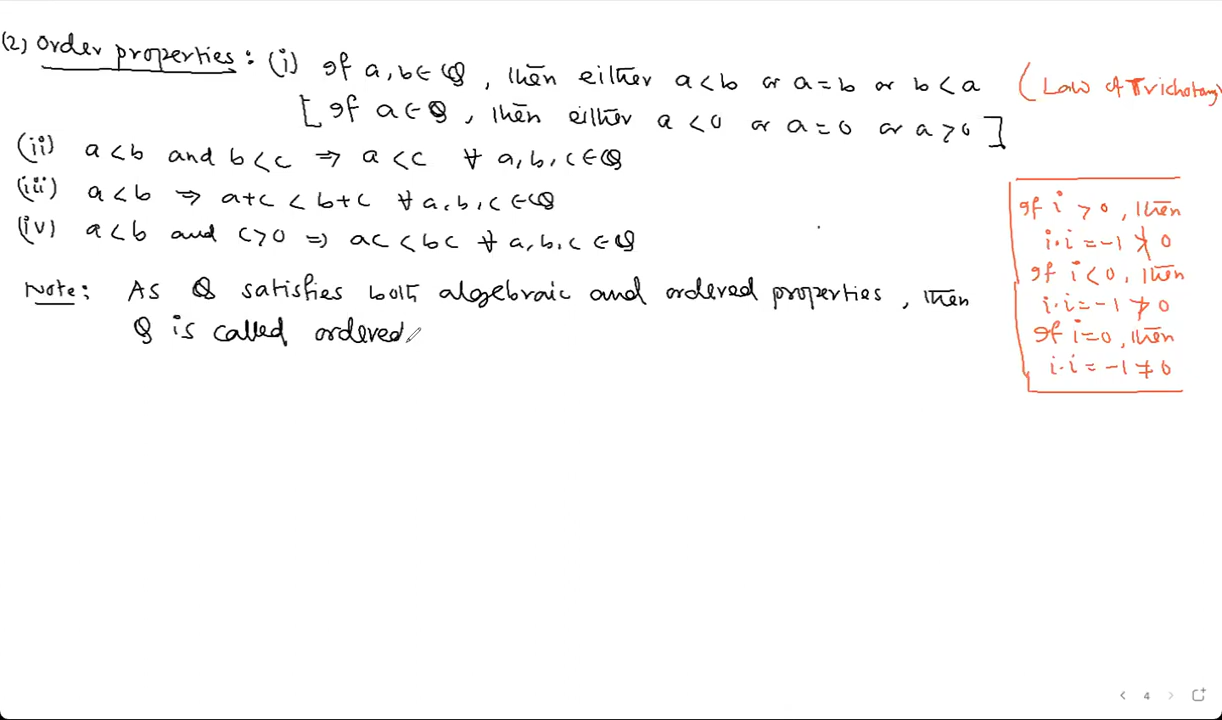 (2) Order properties : (i) If a, b ∈ Q, then either a < b or a = b or b < a (Law of Trichotomy
[If a ∈ Q, then either a < 0 or a = 0 or a > 0]
(ii) a < b and b < c ⇒ a < c ∀ a, b, c ∈ Q
(iii) a < b ⇒ a + c < b + c ∀ a, b, c ∈ Q
(iv) a < b and c > 0 ⇒ ac < bc ∀ a, b, c ∈ Q
Note: As Q satisfies both algebraic and ordered properties, then
Q is called ordered
If i > 0, then
i·i = -1 ≯ 0
If i < 0, then
i·i = -1 ≯ 0
If i = 0, then
i·i = -1 ≠ 0
4